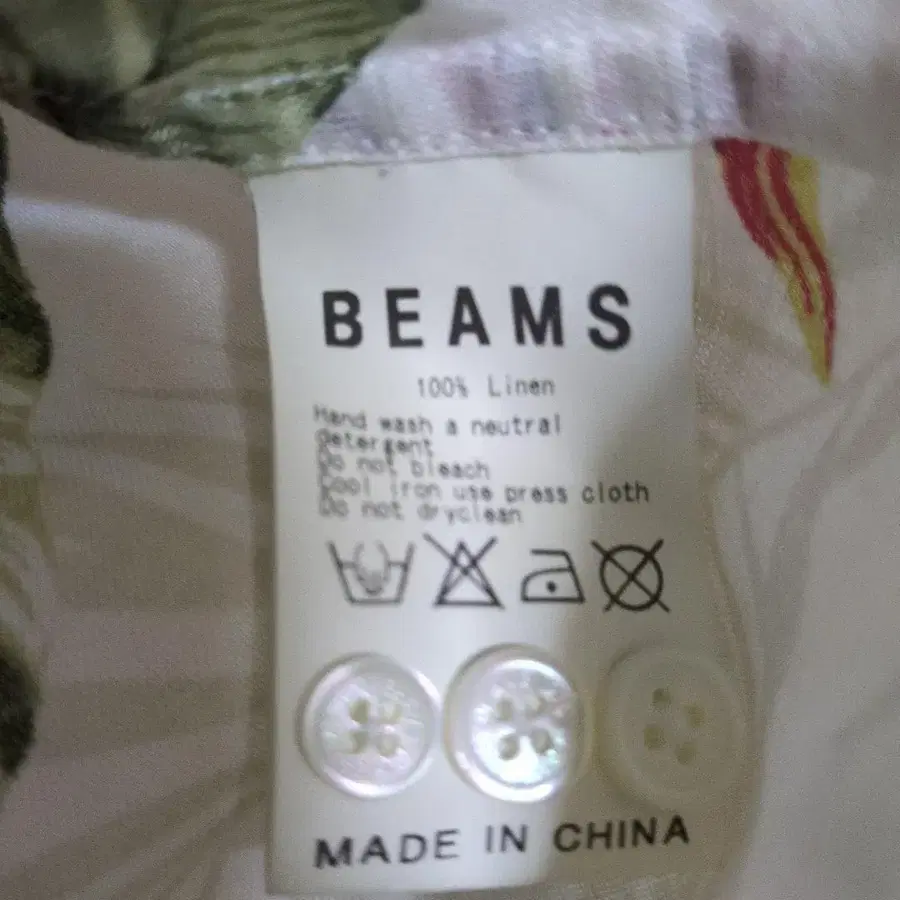 BEAMS
100% Linen
Hand wash a neutral
detergent
Do not bleach
Cool iron use press cloth
Do not dryclean
MADE IN CHINA